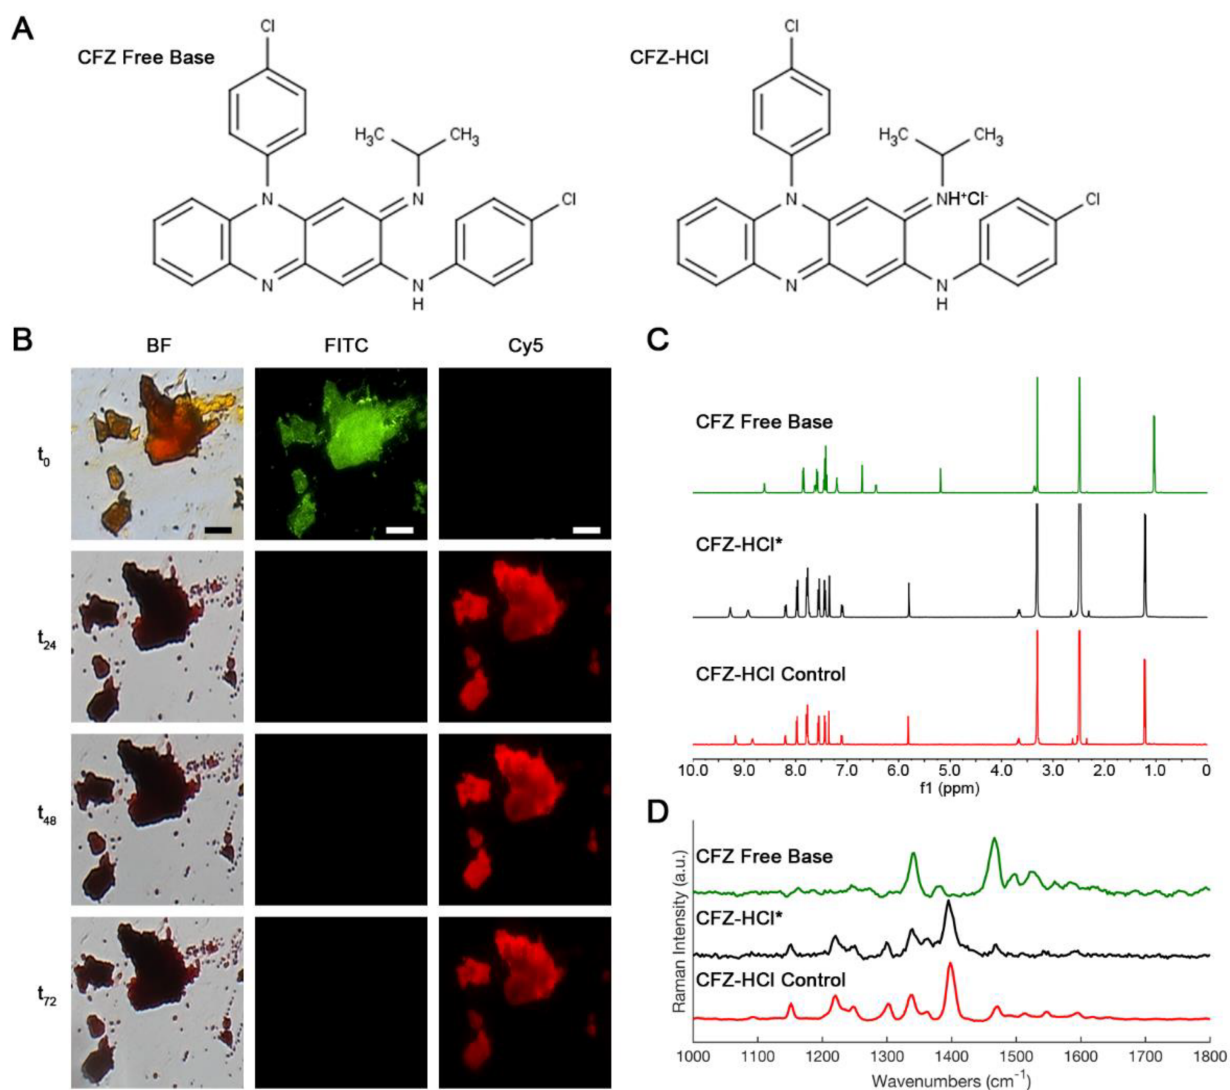 A
CFZ Free Base
Cl
H₃C
CH₃
N
N
Cl
N
N
H
CFZ-HCl
Cl
H₃C
CH₃
N
NH⁺Cl⁻
Cl
N
N
H
B
BF
FITC
Cy5
t₀
t₂₄
t₄₈
t₇₂
C
CFZ Free Base
CFZ-HCl*
CFZ-HCl Control
10.0 9.0 8.0 7.0 6.0 5.0 4.0 3.0 2.0 1.0 0
f1 (ppm)
D
CFZ Free Base
CFZ-HCl*
CFZ-HCl Control
Raman Intensity (a.u.)
1000 1100 1200 1300 1400 1500 1600 1700 1800
Wavenumbers (cm⁻¹)